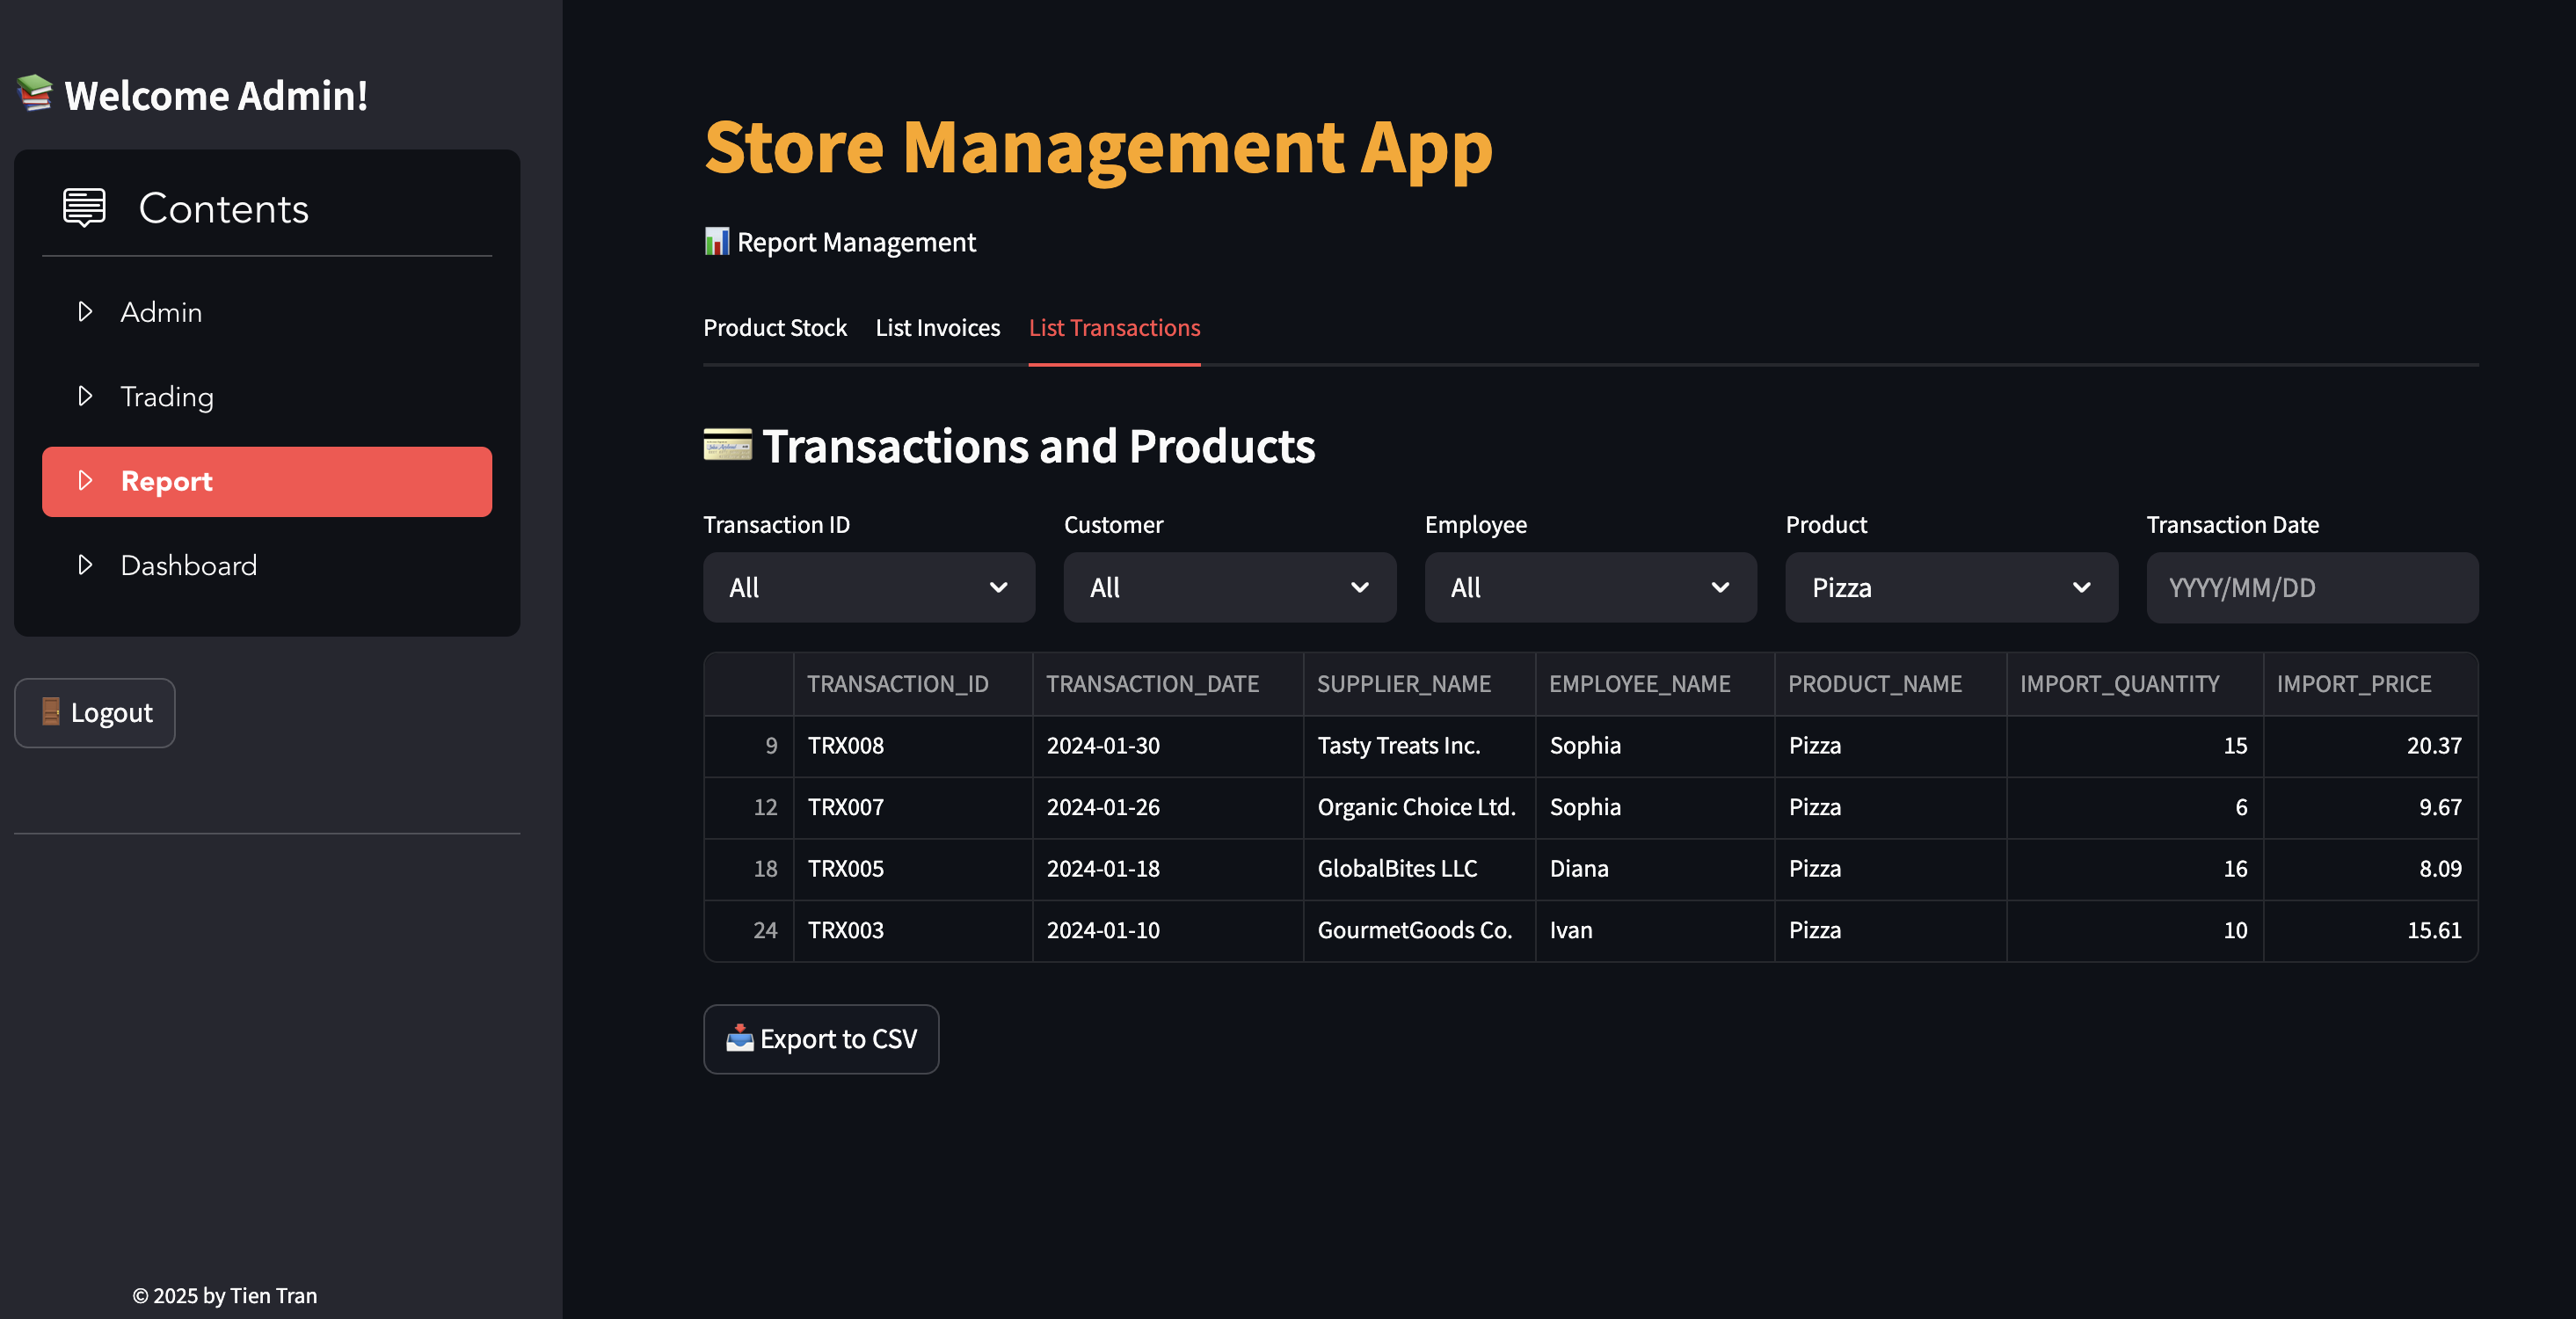 Welcome Admin!
Contents
Admin
Trading
Report
Dashboard
Logout
© 2025 by Tien Tran
Store Management App
Report Management
Product Stock List Invoices List Transactions
Transactions and Products
Transaction ID Customer Employee Product Transaction Date
All All All Pizza YYYY/MM/DD
TRANSACTION_ID TRANSACTION_DATE SUPPLIER_NAME EMPLOYEE_NAME PRODUCT_NAME IMPORT_QUANTITY IMPORT_PRICE
9 TRX008 2024-01-30 Tasty Treats Inc. Sophia Pizza 15 20.37
12 TRX007 2024-01-26 Organic Choice Ltd. Sophia Pizza 6 9.67
18 TRX005 2024-01-18 GlobalBites LLC Diana Pizza 16 8.09
24 TRX003 2024-01-10 GourmetGoods Co. Ivan Pizza 10 15.61
Export to CSV